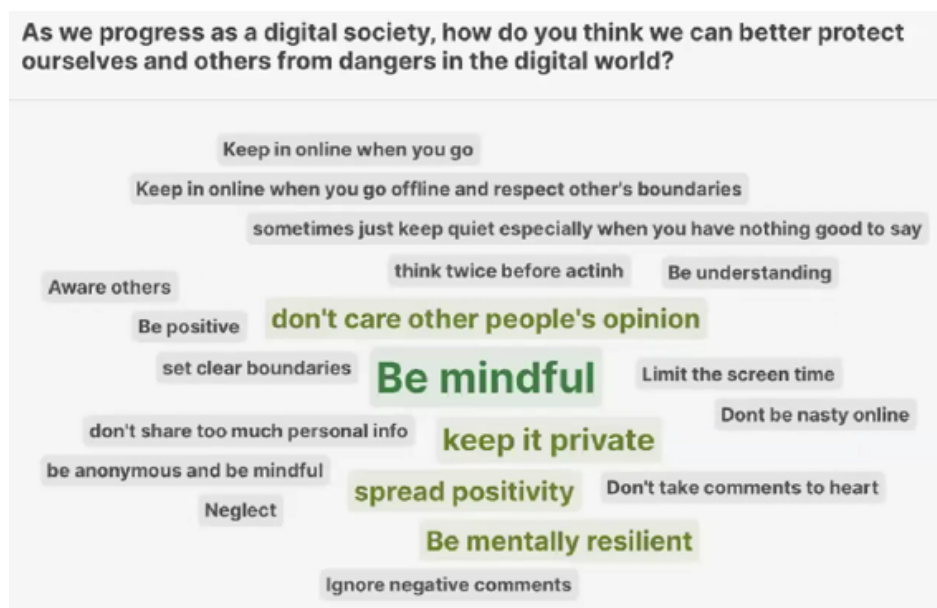 As we progress as a digital society, how do you think we can better protect
ourselves and others from dangers in the digital world?
Keep in online when you go
Keep in online when you go offline and respect other's boundaries
sometimes just keep quiet especially when you have nothing good to say
think twice before actinh
Be understanding
Aware others
Be positive
don't care other people's opinion
set clear boundaries
Be mindful
Limit the screen time
Dont be nasty online
don't share too much personal info
keep it private
be anonymous and be mindful
spread positivity
Don't take comments to heart
Neglect
Be mentally resilient
Ignore negative comments